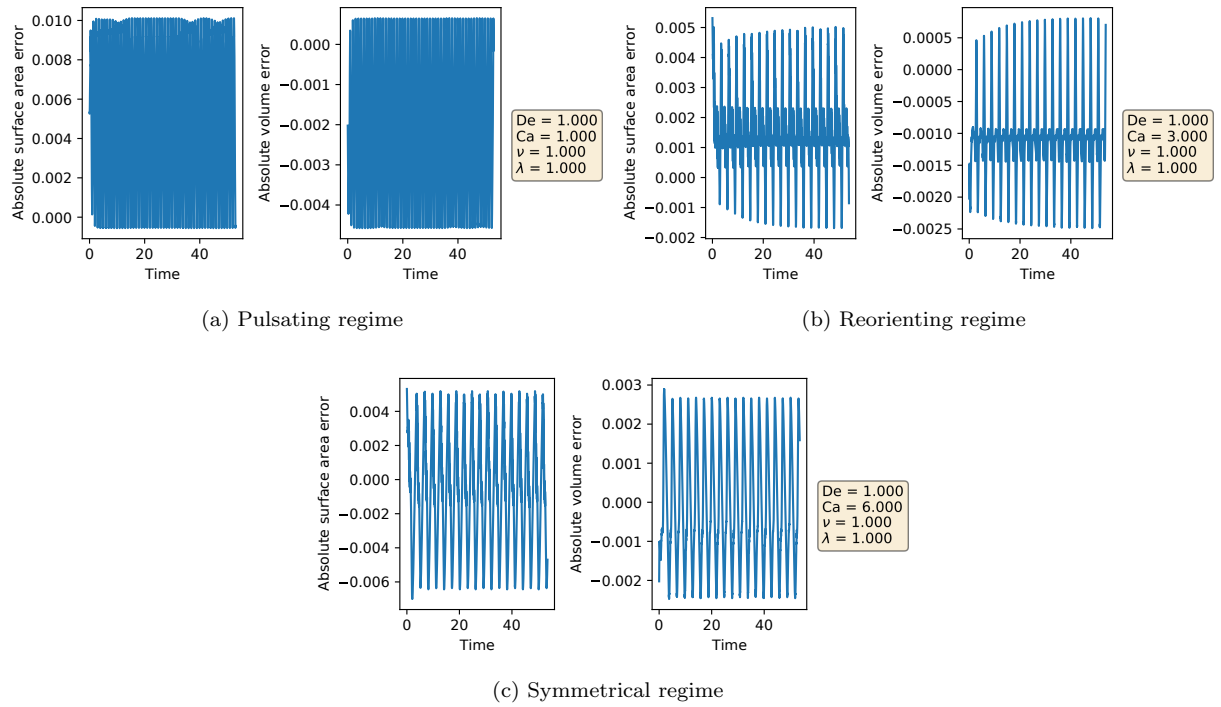 Absolute surface area error
0.010
0.008
0.006
0.004
0.002
0.000
0
20
40
Time
Absolute volume error
0.000
−0.001
−0.002
−0.003
−0.004
0
20
40
Time
De = 1.000
Ca = 1.000
ν = 1.000
λ = 1.000
(a) Pulsating regime
Absolute surface area error
0.005
0.004
0.003
0.002
0.001
0.000
−0.001
−0.002
0
20
40
Time
Absolute volume error
0.0005
0.0000
−0.0005
−0.0010
−0.0015
−0.0020
−0.0025
0
20
40
Time
De = 1.000
Ca = 3.000
ν = 1.000
λ = 1.000
(b) Reorienting regime
Absolute surface area error
0.004
0.002
0.000
−0.002
−0.004
−0.006
0
20
40
Time
Absolute volume error
0.003
0.002
0.001
0.000
−0.001
−0.002
0
20
40
Time
De = 1.000
Ca = 6.000
ν = 1.000
λ = 1.000
(c) Symmetrical regime